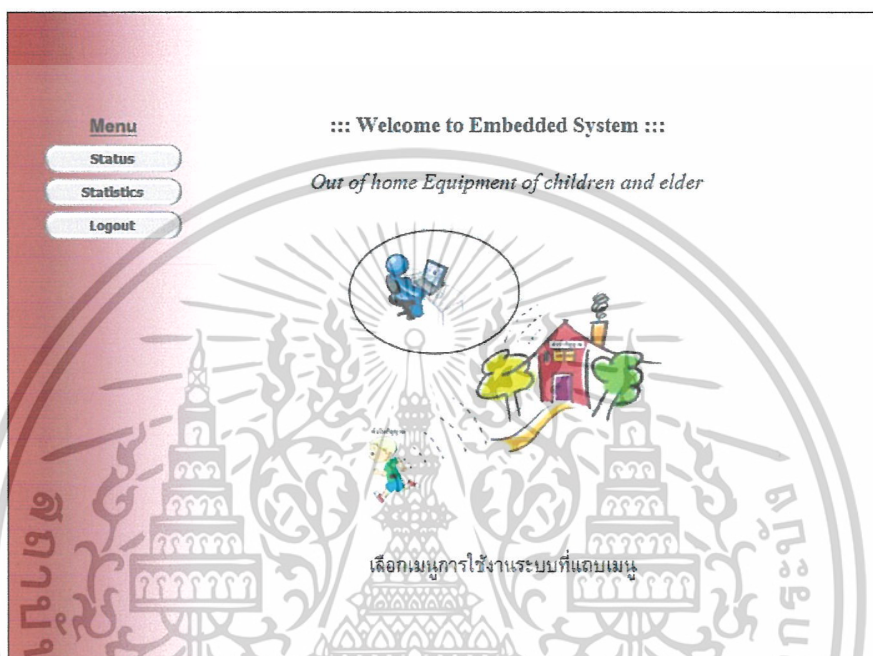 Menu
Status
Statistics
Logout
::: Welcome to Embedded System :::
Out of home Equipment of children and elder
เลือกเมนูการใช้งานระบบที่แถบเมนู